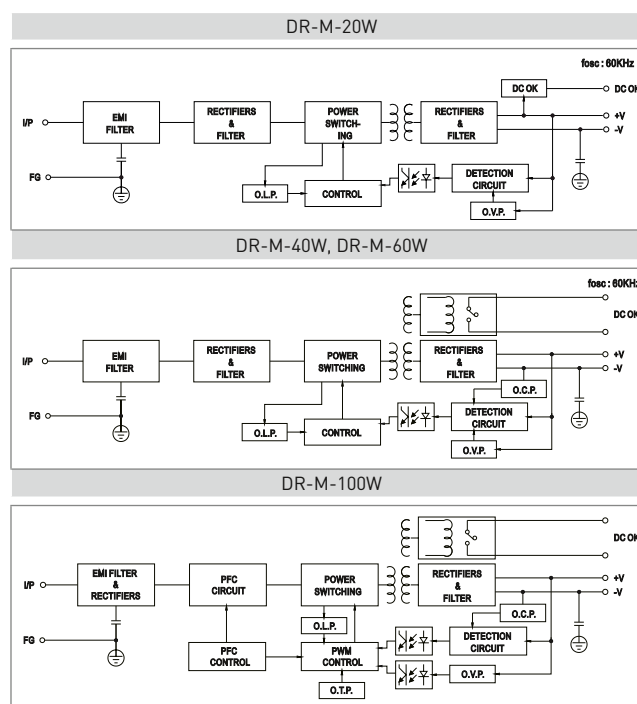 DR-M-20W
fosc : 60KHz
DC OK
DC OK
I/P
EMI
FILTER
RECTIFIERS
&
FILTER
POWER
SWITCH-
ING
RECTIFIERS
&
FILTER
+V
-V
FG
O.L.P.
CONTROL
DETECTION
CIRCUIT
O.V.P.
DR-M-40W, DR-M-60W
fosc : 60KHz
DC OK
I/P
EMI
FILTER
RECTIFIERS
&
FILTER
POWER
SWITCHING
RECTIFIERS
&
FILTER
+V
-V
O.C.P.
FG
O.L.P.
CONTROL
DETECTION
CIRCUIT
O.V.P.
DR-M-100W
DC OK
I/P
EMI FILTER
&
RECTIFIERS
PFC
CIRCUIT
POWER
SWITCHING
RECTIFIERS
&
FILTER
+V
-V
O.C.P.
O.L.P.
FG
PFC
CONTROL
PWM
CONTROL
DETECTION
CIRCUIT
O.V.P.
O.T.P.